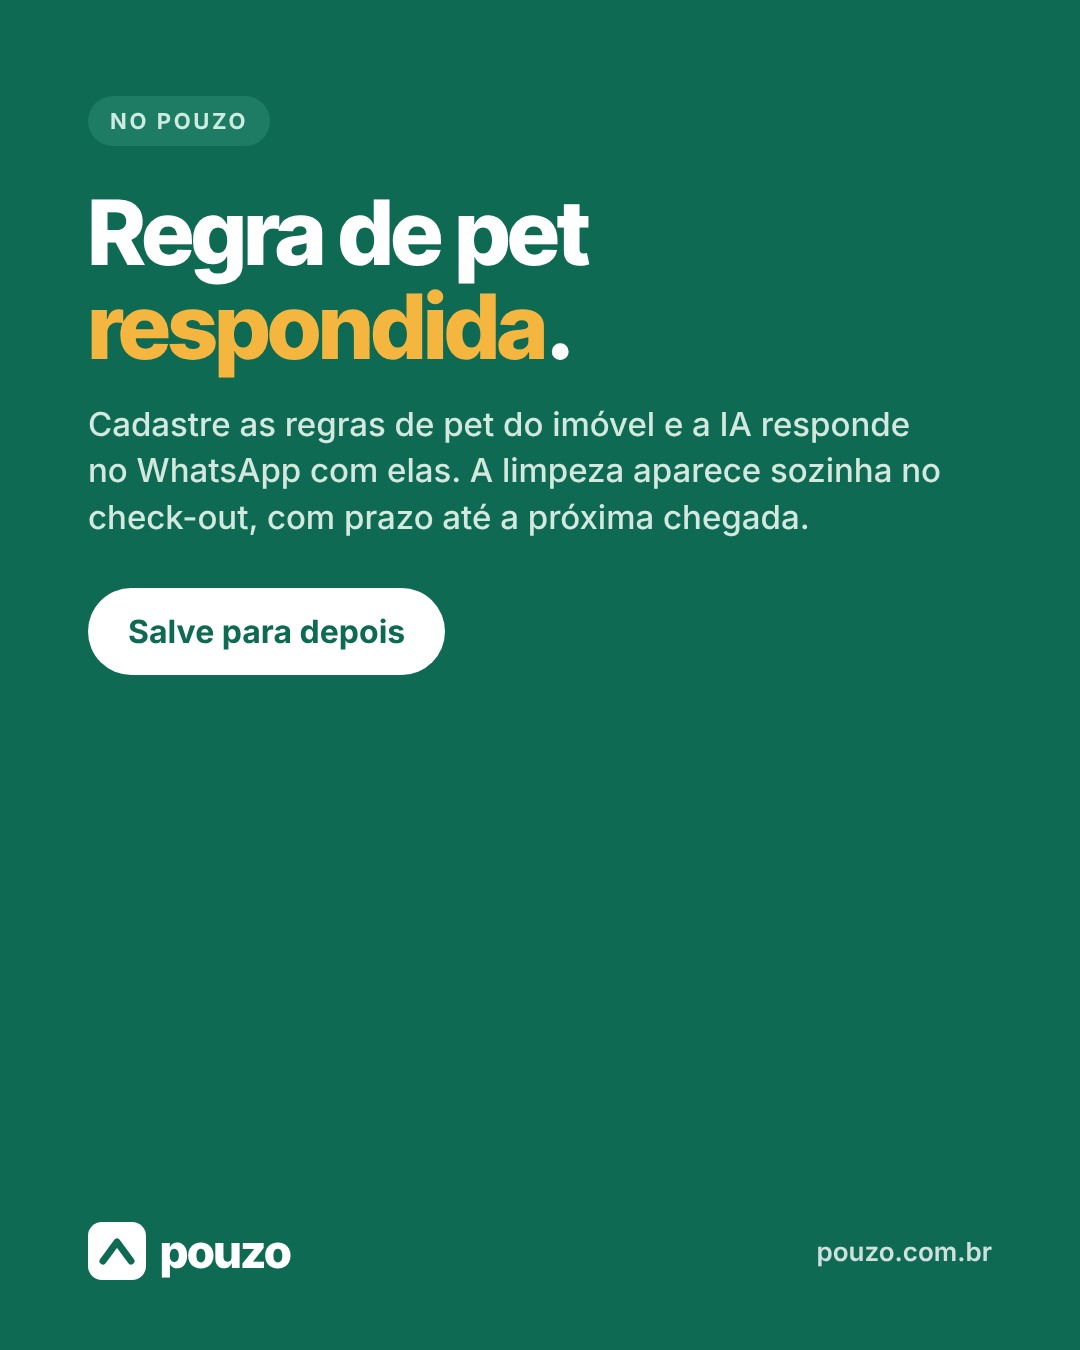 NO POUZO
Regra de pet
respondida.
Cadastre as regras de pet do imóvel e a IA responde
no WhatsApp com elas. A limpeza aparece sozinha no
check-out, com prazo até a próxima chegada.
Salve para depois
pouzo
pouzo.com.br